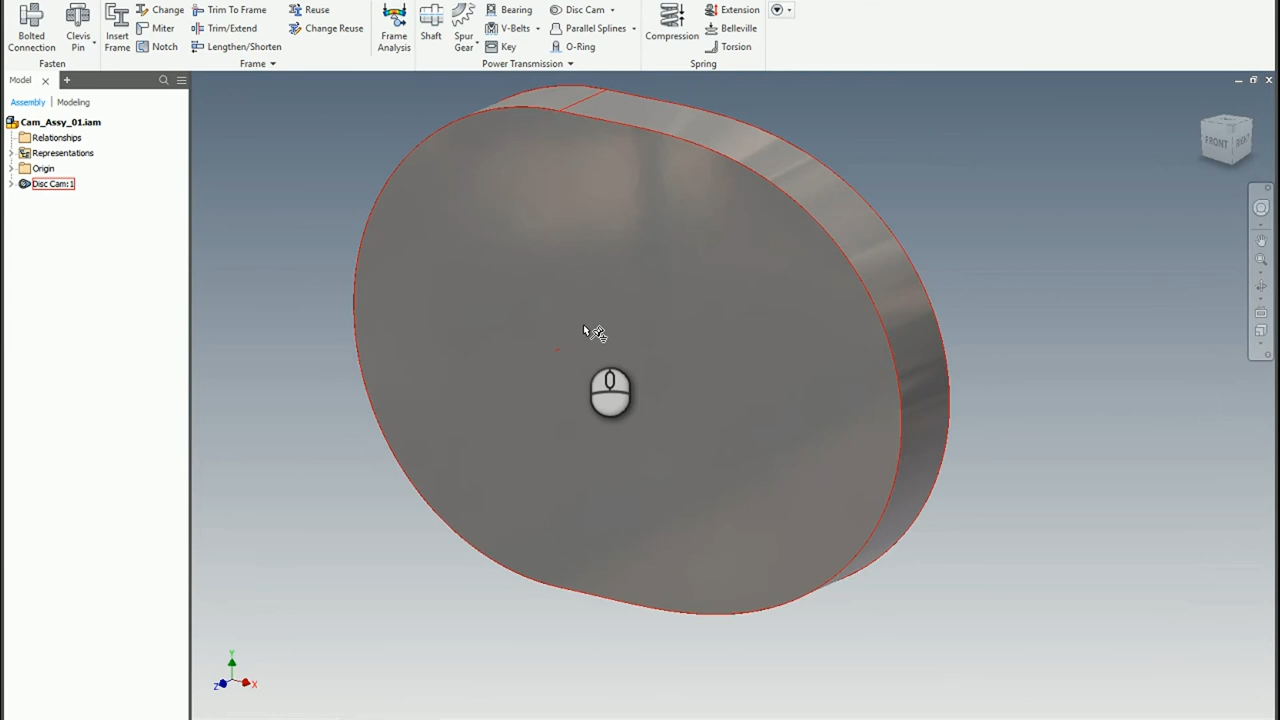 Bolted Connection
Clevis Pin
Fasten
Insert Frame
Change
Miter
Notch
Trim To Frame
Trim/Extend
Lengthen/Shorten
Reuse
Change Reuse
Frame
Frame Analysis
Shaft
Spur Gear
Bearing
V-Belts
Key
Disc Cam
Parallel Splines
O-Ring
Power Transmission
Compression
Extension
Belleville
Torsion
Spring
Model
Assembly
Modeling
Cam_Assy_01.iam
Relationships
Representations
Origin
Disc Cam:1
FRONT
Y
Z
X